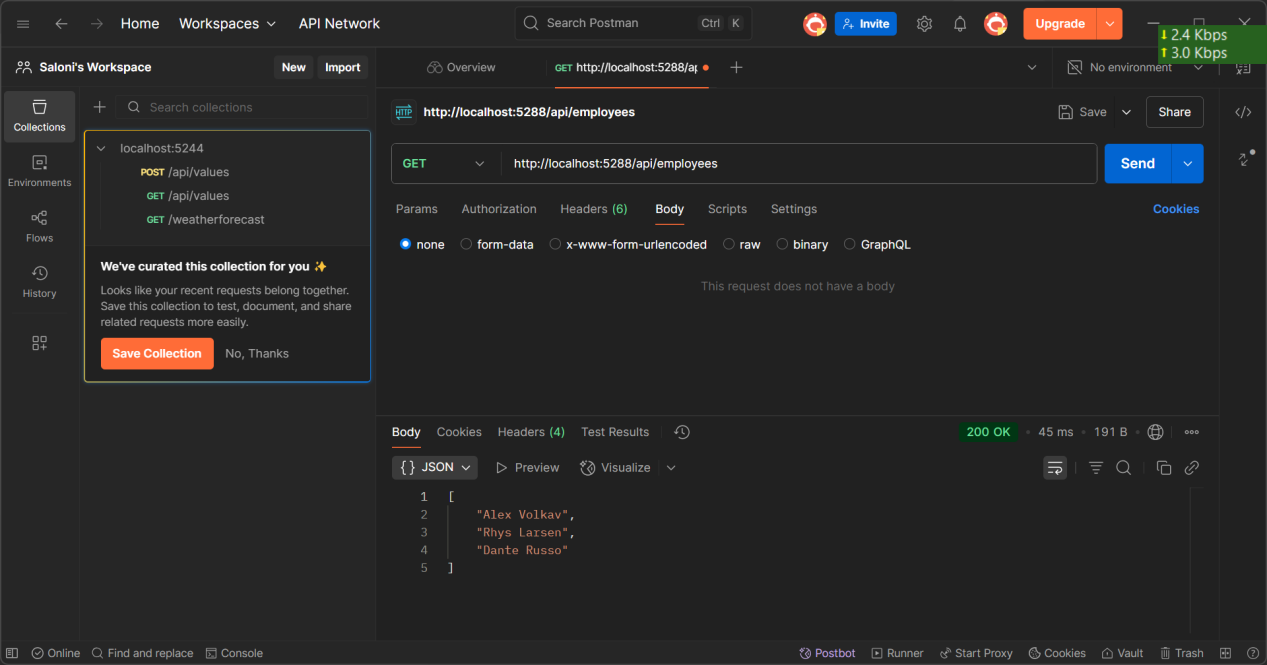 Home Workspaces API Network Search Postman Ctrl K Invite Upgrade
↓ 2.4 Kbps
↑ 3.0 Kbps
Saloni's Workspace New Import
Overview GET http://localhost:5288/ap No environment
Collections
Environments
Flows
History
Search collections
localhost:5244
POST /api/values
GET /api/values
GET /weatherforecast
We've curated this collection for you ✨
Looks like your recent requests belong together.
Save this collection to test, document, and share
related requests more easily.
Save Collection No, Thanks
HTTP http://localhost:5288/api/employees Save Share
GET http://localhost:5288/api/employees Send
Params Authorization Headers (6) Body Scripts Settings Cookies
none form-data x-www-form-urlencoded raw binary GraphQL
This request does not have a body
Body Cookies Headers (4) Test Results 200 OK • 45 ms • 191 B
{} JSON Preview Visualize
1 [
2 "Alex Volkav",
3 "Rhys Larsen",
4 "Dante Russo"
5 ]
Online Find and replace Console Postbot Runner Start Proxy Cookies Vault Trash